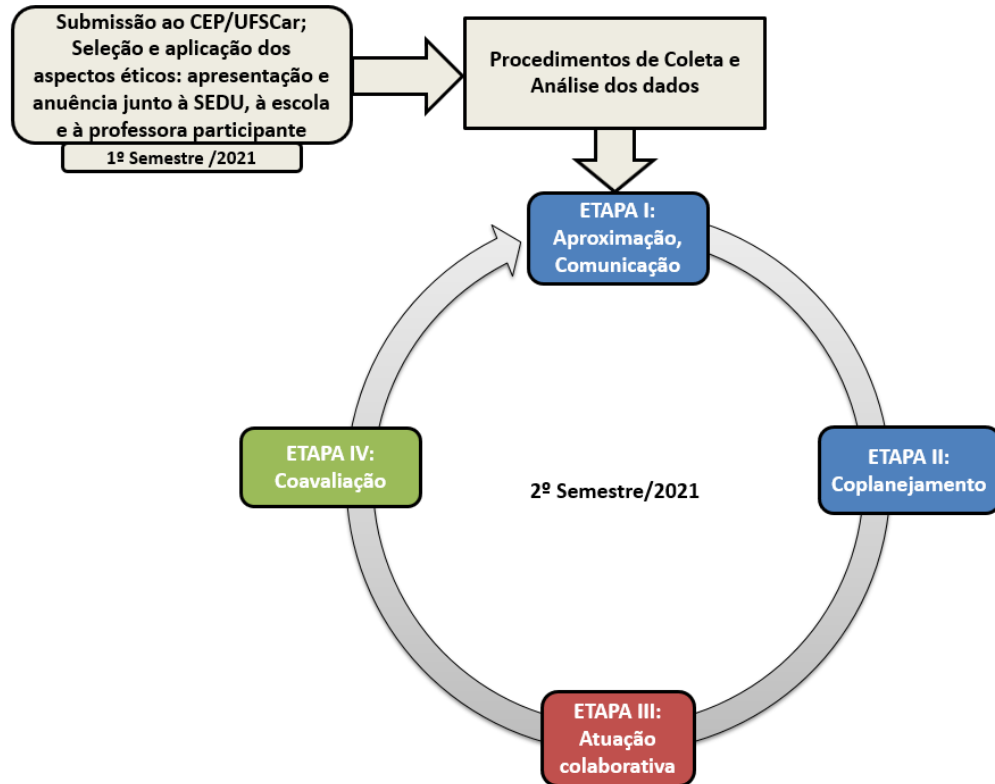 Submissão ao CEP/UFSCar;
Seleção e aplicação dos
aspectos éticos: apresentação e
anuência junto à SEDU, à escola
e à professora participante
1º Semestre /2021
Procedimentos de Coleta e
Análise dos dados
ETAPA I:
Aproximação,
Comunicação
ETAPA II:
Coplanejamento
ETAPA III:
Atuação
colaborativa
ETAPA IV:
Coavaliação
2º Semestre/2021